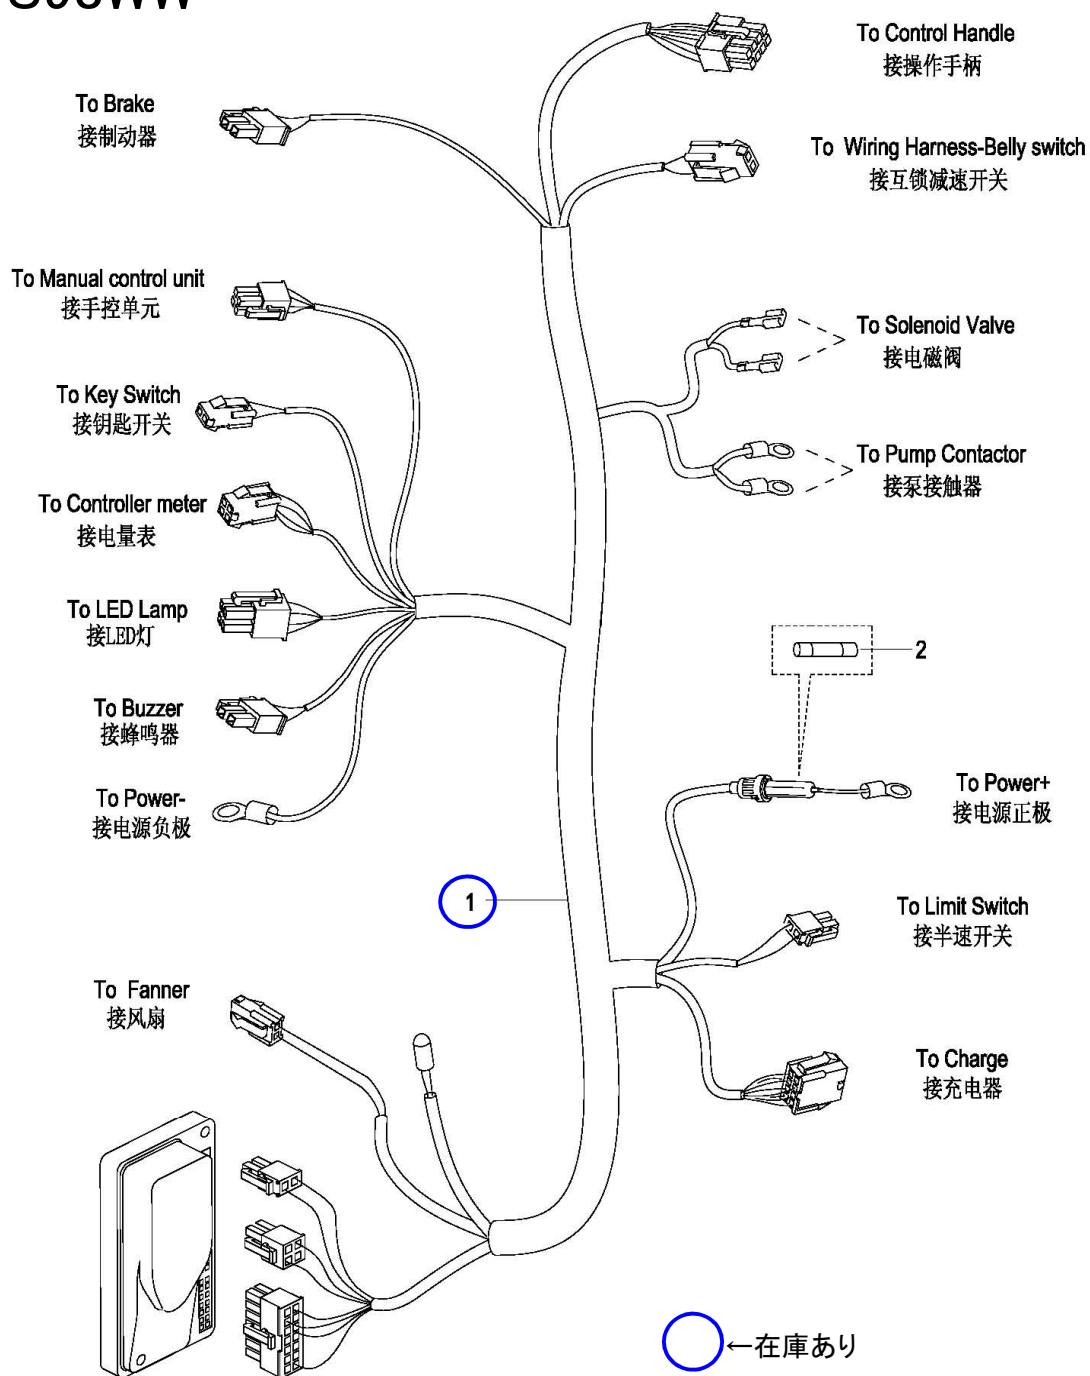 To Control Handle
接操作手柄
To Brake
接制动器
To Wiring Harness-Belly switch
接互锁减速开关
To Manual control unit
接手控单元
To Solenoid Valve
接电磁阀
To Key Switch
接钥匙开关
To Pump Contactor
接泵接触器
To Controller meter
接电量表
To LED Lamp
接LED灯
2
To Buzzer
接蜂鸣器
To Power-
接电源负极
To Power+
接电源正极
1
To Limit Switch
接半速开关
To Fanner
接风扇
To Charge
接充电器
←在庫あり